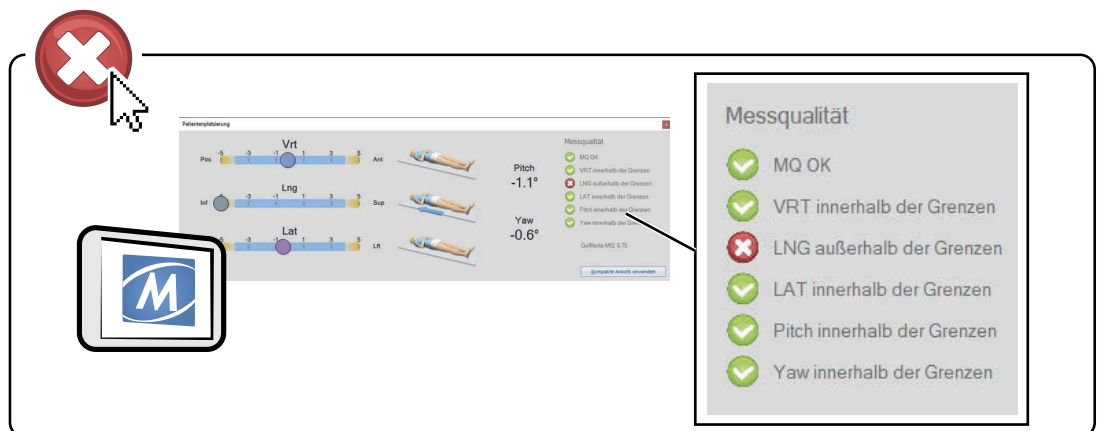 Patientenplatzierung
x
Vrt
Pos -5 -3 -1 1 3 5 Ant
Lng
Inf -5 -3 -1 1 3 5 Sup
Lat
-5 -3 -1 1 3 5 Lft
Pitch
-1.1°
Yaw
-0.6°
Messqualität
MQ OK
VRT innerhalb der Grenzen
LNG außerhalb der Grenzen
LAT innerhalb der Grenzen
Pitch innerhalb der Grenzen
Yaw innerhalb der Grenzen
Gefilterte MQ: 0.75
Kompakte Ansicht verwenden
M
Messqualität
MQ OK
VRT innerhalb der Grenzen
LNG außerhalb der Grenzen
LAT innerhalb der Grenzen
Pitch innerhalb der Grenzen
Yaw innerhalb der Grenzen